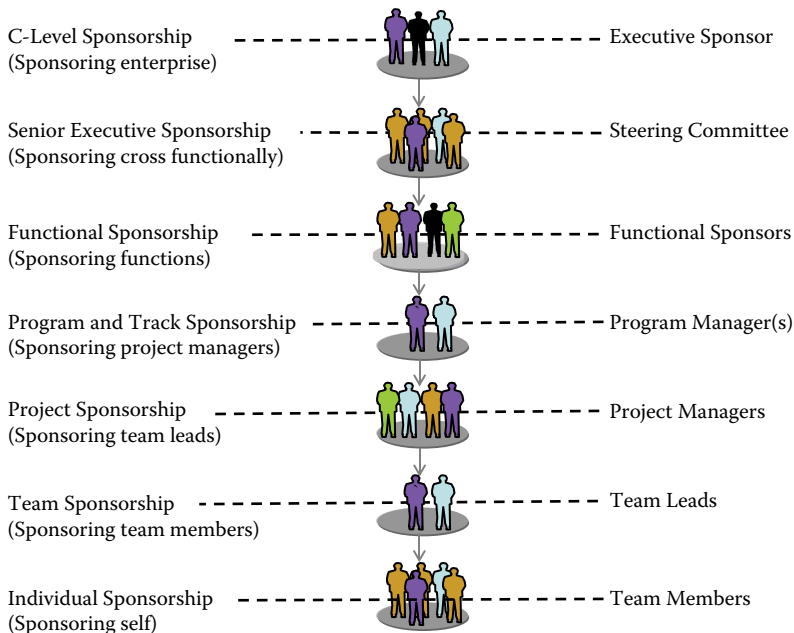 C-Level Sponsorship
(Sponsoring enterprise)
Executive Sponsor
Senior Executive Sponsorship
(Sponsoring cross functionally)
Steering Committee
Functional Sponsorship
(Sponsoring functions)
Functional Sponsors
Program and Track Sponsorship
(Sponsoring project managers)
Program Manager(s)
Project Sponsorship
(Sponsoring team leads)
Project Managers
Team Sponsorship
(Sponsoring team members)
Team Leads
Individual Sponsorship
(Sponsoring self)
Team Members